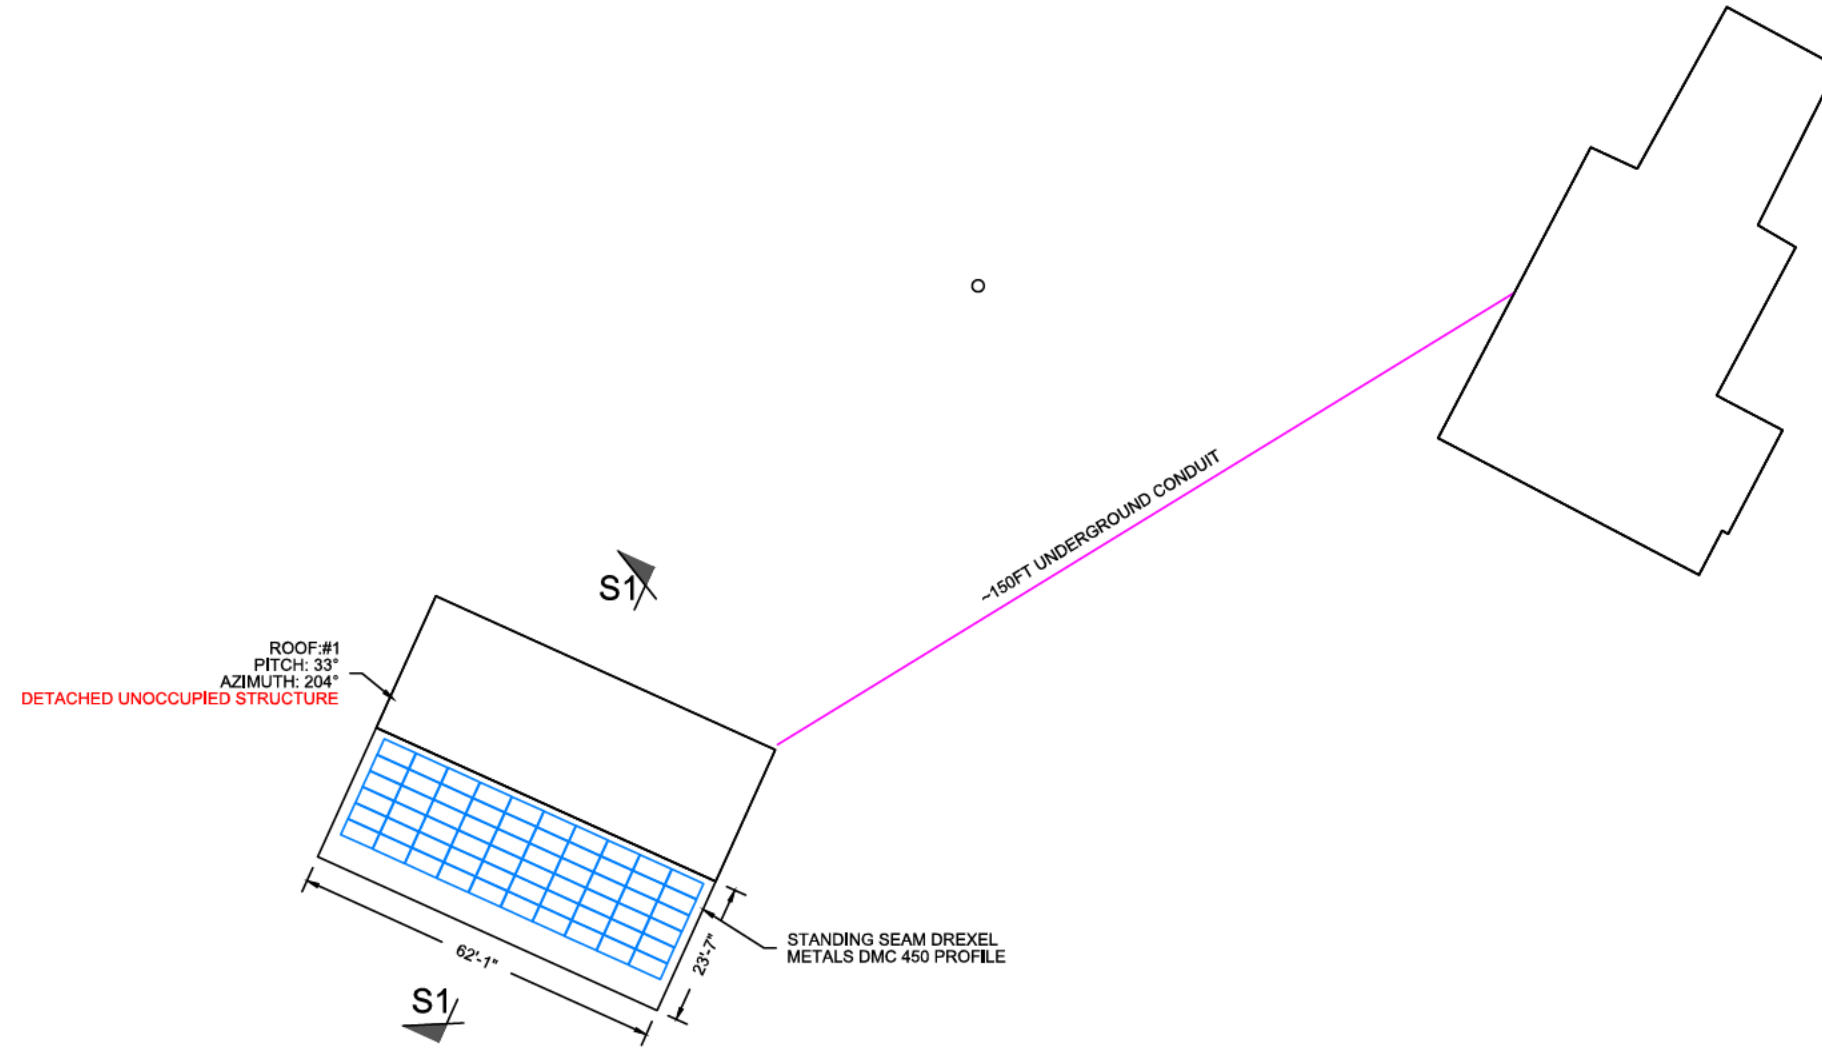 ~150FT UNDERGROUND CONDUIT
S1
ROOF:#1
PITCH: 33°
AZIMUTH: 204°
DETACHED UNOCCUPIED STRUCTURE
STANDING SEAM DREXEL
METALS DMC 450 PROFILE
23'-7"
62'-1"
S1